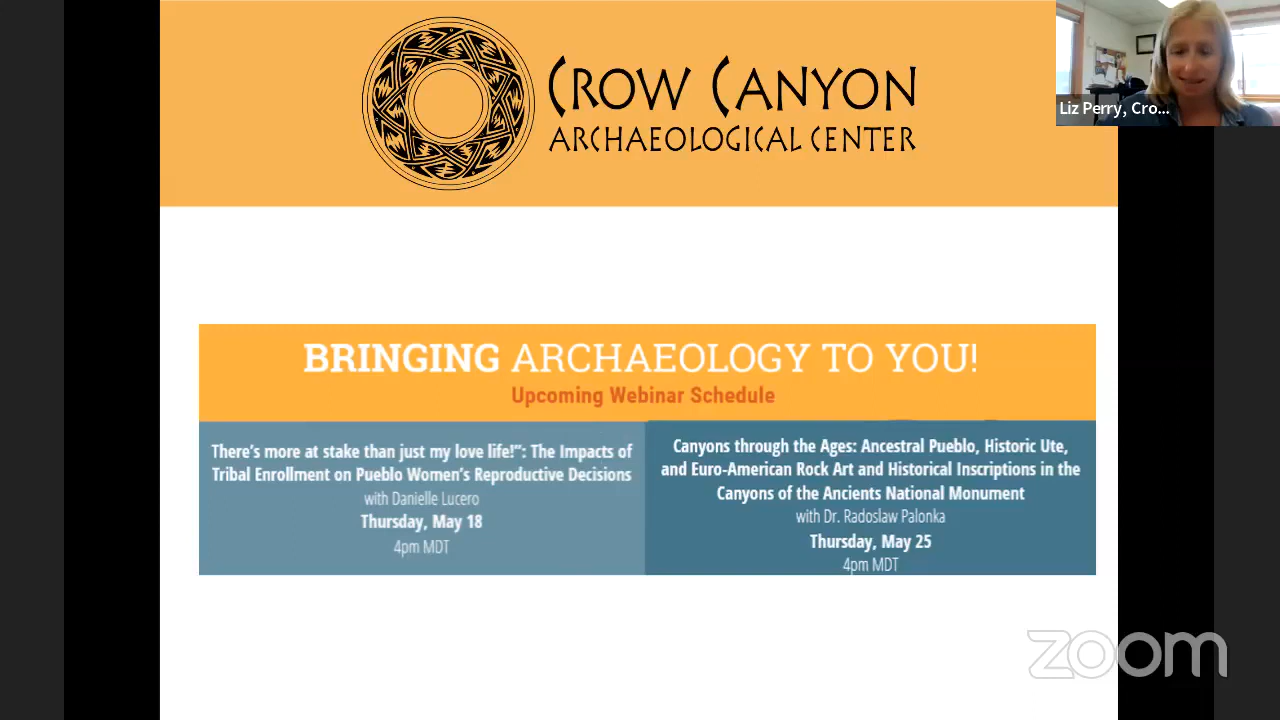 CROW CANYON
ARCHAEOLOGICAL CENTER
Liz Perry, Cro...
BRINGING ARCHAEOLOGY TO YOU!
Upcoming Webinar Schedule
There's more at stake than just my love life!": The Impacts of
Tribal Enrollment on Pueblo Women's Reproductive Decisions
with Danielle Lucero
Thursday, May 18
4pm MDT
Canyons through the Ages: Ancestral Pueblo, Historic Ute,
and Euro-American Rock Art and Historical Inscriptions in the
Canyons of the Ancients National Monument
with Dr. Radoslaw Palonka
Thursday, May 25
4pm MDT
zoom